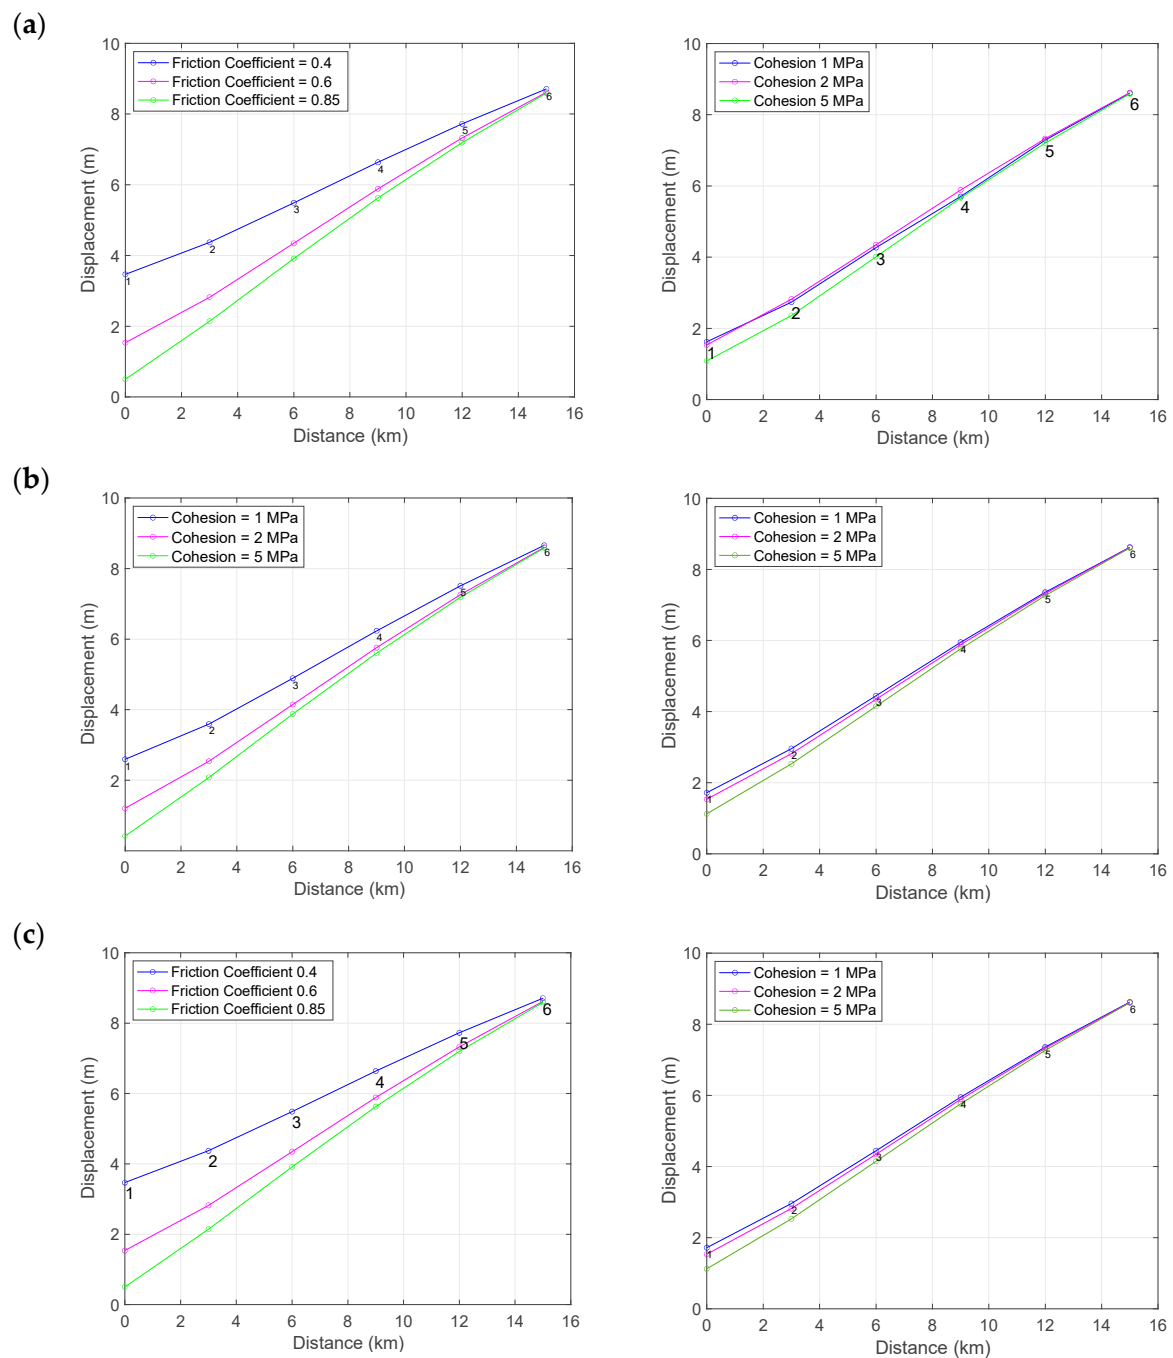 (a)
10
8
6
4
2
0
Displacement (m)
Friction Coefficient = 0.4
Friction Coefficient = 0.6
Friction Coefficient = 0.85
1
2
3
4
5
6
0 2 4 6 8 10 12 14 16
Distance (km)
10
8
6
4
2
0
Displacement (m)
Cohesion 1 MPa
Cohesion 2 MPa
Cohesion 5 MPa
1
2
3
4
5
6
0 2 4 6 8 10 12 14 16
Distance (km)
(b)
10
8
6
4
2
Displacement (m)
Cohesion = 1 MPa
Cohesion = 2 MPa
Cohesion = 5 MPa
1
2
3
4
5
6
0 2 4 6 8 10 12 14 16
Distance (km)
10
8
6
4
2
0
Displacement (m)
Cohesion = 1 MPa
Cohesion = 2 MPa
Cohesion = 5 MPa
1
2
3
4
5
6
0 2 4 6 8 10 12 14 16
Distance (km)
(c)
10
8
6
4
2
0
Displacement (m)
Friction Coefficient 0.4
Friction Coefficient 0.6
Friction Coefficient 0.85
1
2
3
4
5
6
0 2 4 6 8 10 12 14 16
Distance (km)
10
8
6
4
2
0
Displacement (m)
Cohesion = 1 MPa
Cohesion = 2 MPa
Cohesion = 5 MPa
1
2
3
4
5
6
0 2 4 6 8 10 12 14 16
Distance (km)